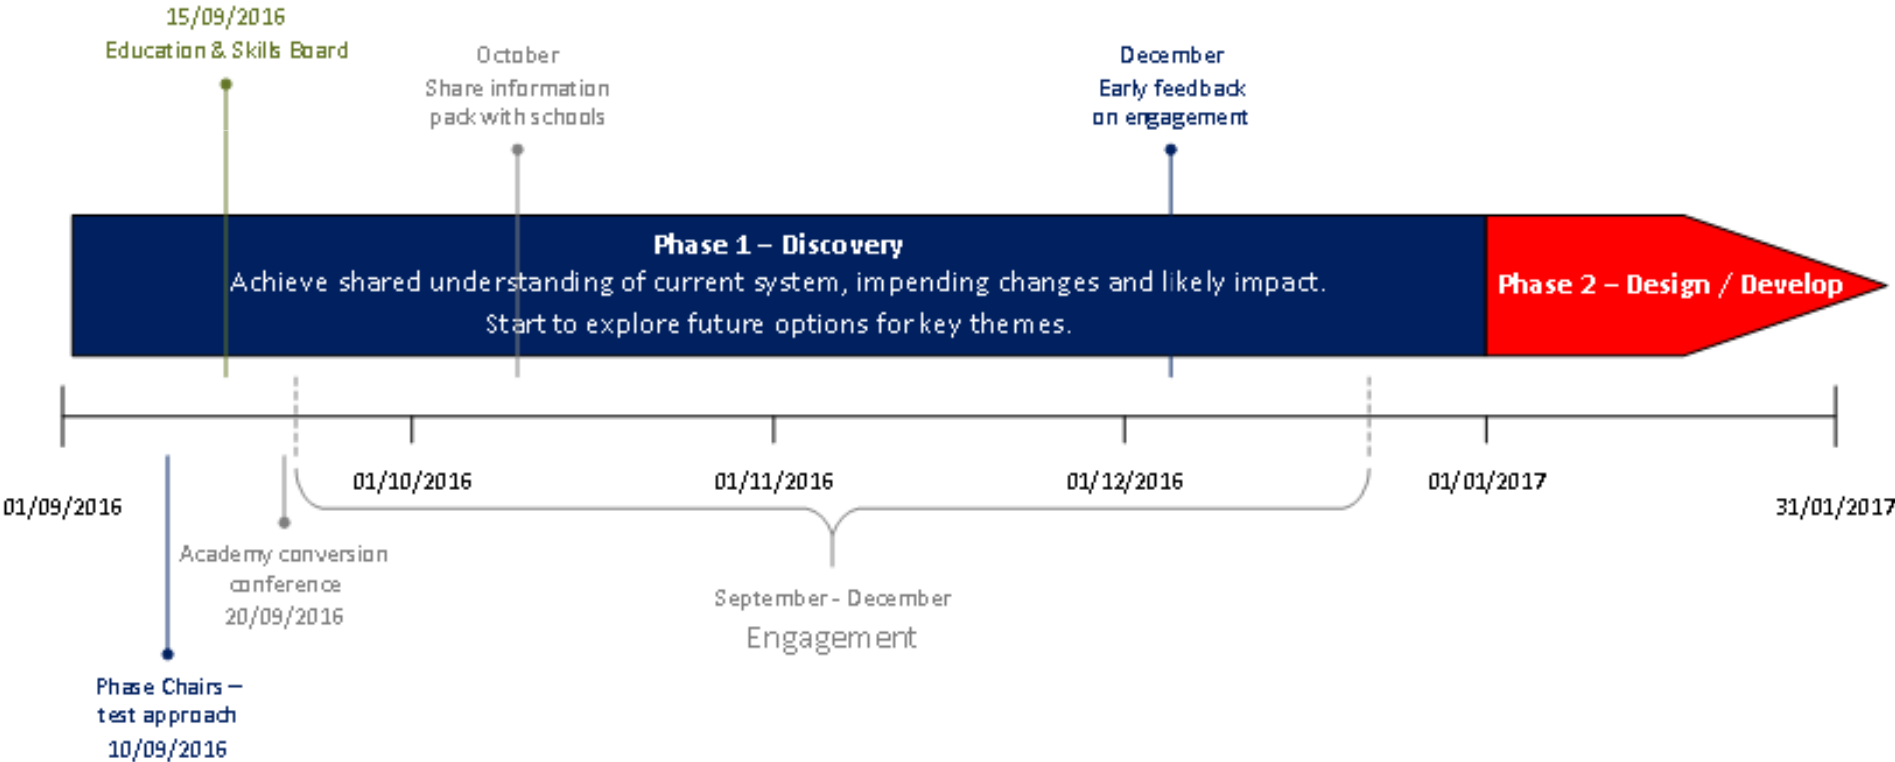 15/09/2016
Education & Skills Board
October
Share information
pack with schools
December
Early feedback
on engagement
Phase 1 – Discovery
Achieve shared understanding of current system, impending changes and likely impact.
Start to explore future options for key themes.
Phase 2 – Design / Develop
01/09/2016
01/10/2016
01/11/2016
01/12/2016
01/01/2017
31/01/2017
Academy conversion
conference
20/09/2016
September - December
Engagement
Phase Chairs –
test approach
10/09/2016